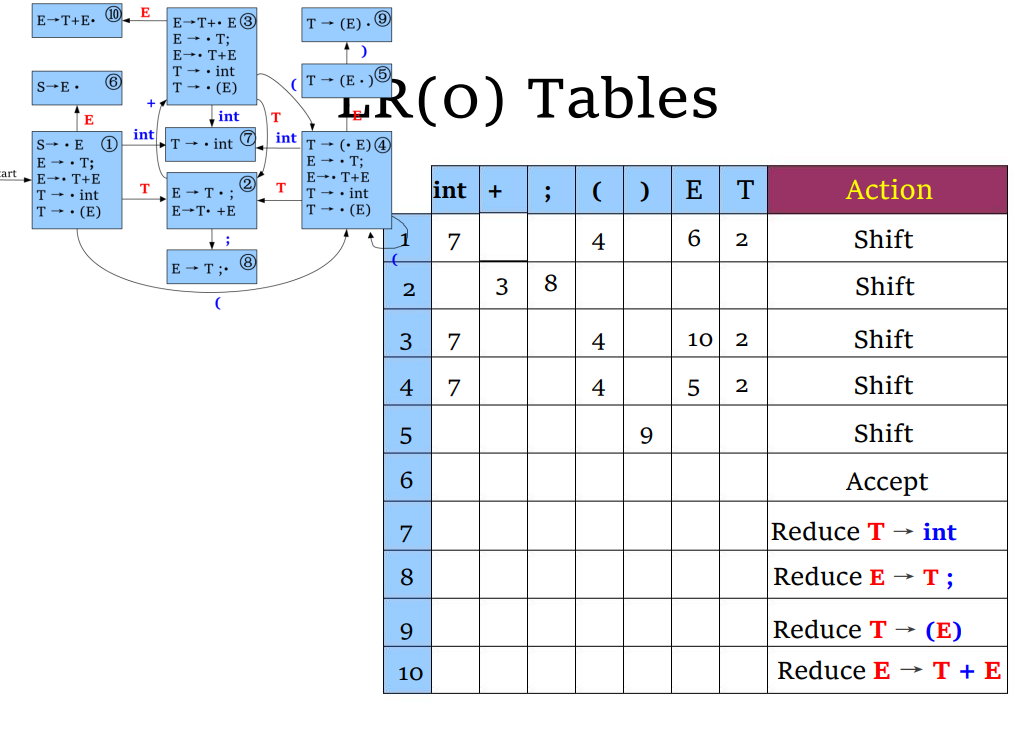 LR(0) Tables
E→T+E· ⑩
E
E→T+· E ③
E → · T;
E→· T+E
T → · int
T → · (E)
T → (E) · ⑨
)
S→E · ⑥
T → (E · ) ⑤
(
+
E
int
T
E
int
int
S→ · E ①
E → · T;
E→· T+E
T → · int
T → · (E)
T → · int ⑦
T → (· E) ④
E → · T;
E→· T+E
T → · int
T → · (E)
art
T
E → T · ; ②
E→T· +E
T
;
E → T ;· ⑧
(
(
int + ; ( ) E T Action
1 7 4 6 2 Shift
2 3 8 Shift
3 7 4 10 2 Shift
4 7 4 5 2 Shift
5 9 Shift
6 Accept
7 Reduce T → int
8 Reduce E → T ;
9 Reduce T → (E)
10 Reduce E → T + E